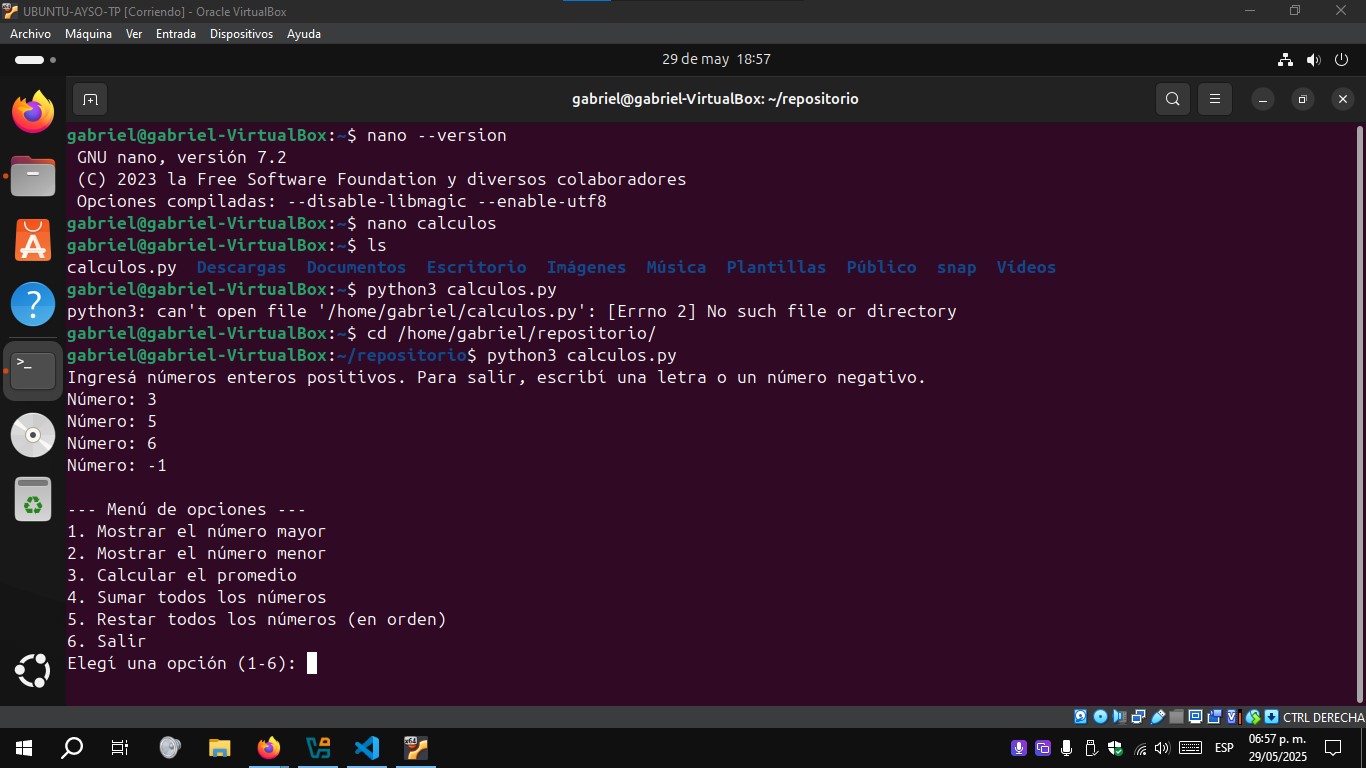 UBUNTU-AYSO-TP [Corriendo] - Oracle VirtualBox
Archivo Máquina Ver Entrada Dispositivos Ayuda
29 de may 18:57
gabriel@gabriel-VirtualBox: ~/repositorio
gabriel@gabriel-VirtualBox:~$ nano --version
GNU nano, versión 7.2
(C) 2023 la Free Software Foundation y diversos colaboradores
Opciones compiladas: --disable-libmagic --enable-utf8
gabriel@gabriel-VirtualBox:~$ nano calculos
gabriel@gabriel-VirtualBox:~$ ls
calculos.py Descargas Documentos Escritorio Imágenes Música Plantillas Público snap Vídeos
gabriel@gabriel-VirtualBox:~$ python3 calculos.py
python3: can't open file '/home/gabriel/calculos.py': [Errno 2] No such file or directory
gabriel@gabriel-VirtualBox:~$ cd /home/gabriel/repositorio/
gabriel@gabriel-VirtualBox:~/repositorio$ python3 calculos.py
Ingresá números enteros positivos. Para salir, escribí una letra o un número negativo.
Número: 3
Número: 5
Número: 6
Número: -1
--- Menú de opciones ---
1. Mostrar el número mayor
2. Mostrar el número menor
3. Calcular el promedio
4. Sumar todos los números
5. Restar todos los números (en orden)
6. Salir
Elegí una opción (1-6):
CTRL DERECHA
ESP
06:57 p. m.
29/05/2025